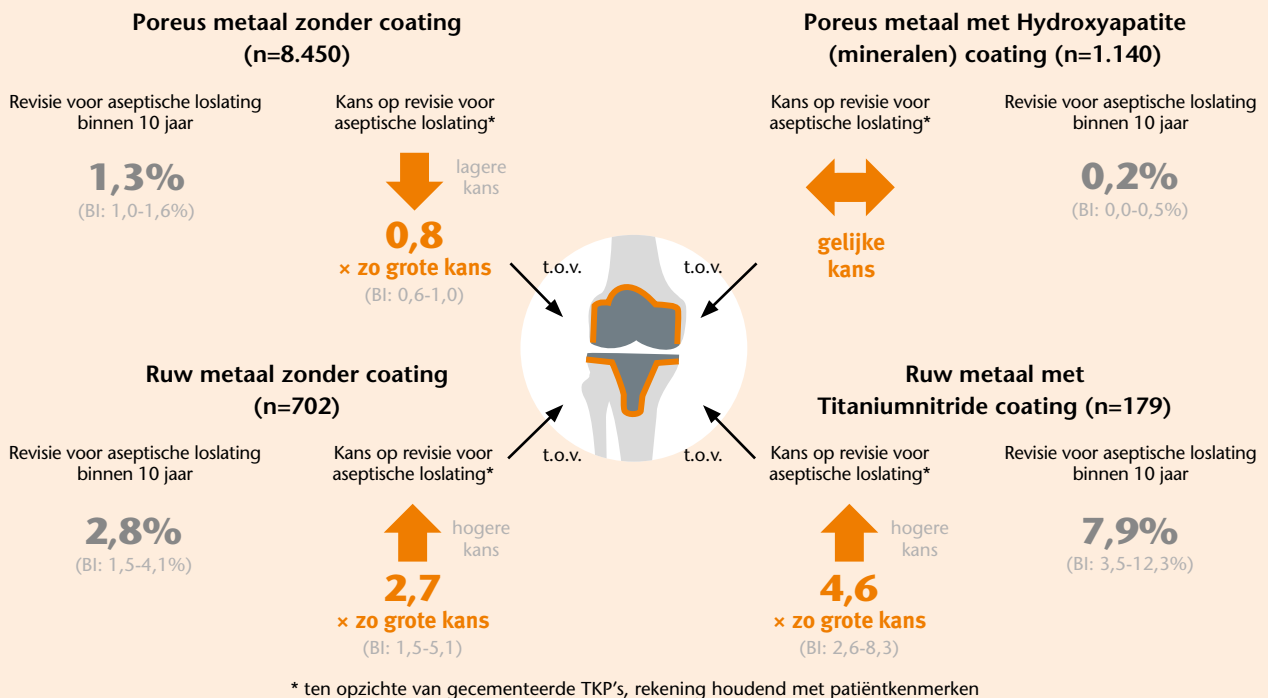 Poreus metaal zonder coating
(n=8.450)
Revisie voor aseptische loslating
binnen 10 jaar
1,3%
(BI: 1,0-1,6%)
Kans op revisie voor
aseptische loslating*
lagere
kans
0,8
× zo grote kans
(BI: 0,6-1,0)
t.o.v.
Poreus metaal met Hydroxyapatite
(mineralen) coating (n=1.140)
Kans op revisie voor
aseptische loslating*
gelijke
kans
t.o.v.
Revisie voor aseptische loslating
binnen 10 jaar
0,2%
(BI: 0,0-0,5%)
Ruw metaal zonder coating
(n=702)
Revisie voor aseptische loslating
binnen 10 jaar
2,8%
(BI: 1,5-4,1%)
Kans op revisie voor
aseptische loslating*
t.o.v.
hogere
kans
2,7
× zo grote kans
(BI: 1,5-5,1)
Ruw metaal met
Titaniumnitride coating (n=179)
t.o.v.
Kans op revisie voor
aseptische loslating*
hogere
kans
4,6
× zo grote kans
(BI: 2,6-8,3)
Revisie voor aseptische loslating
binnen 10 jaar
7,9%
(BI: 3,5-12,3%)
* ten opzichte van gecementeerde TKP's, rekening houdend met patiëntkenmerken